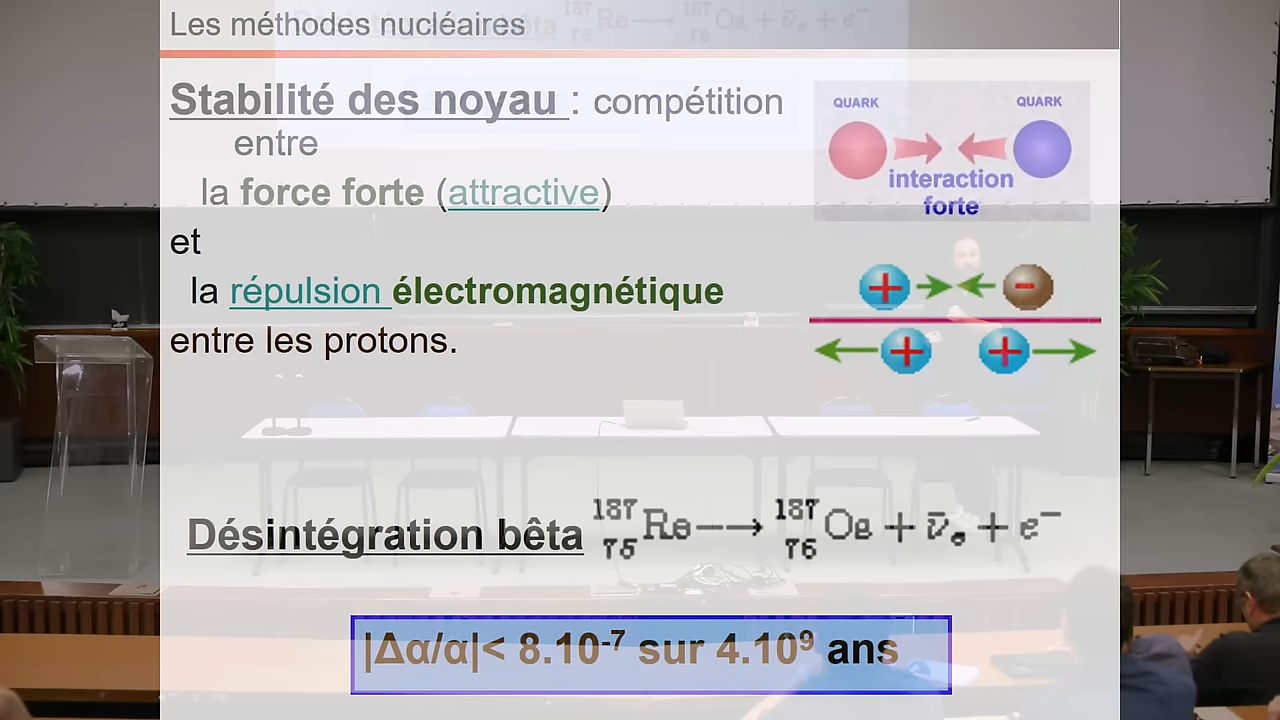 Les méthodes nucléaires
Stabilité des noyau : compétition
entre
la force forte (attractive)
et
la répulsion électromagnétique
entre les protons.
QUARK QUARK
interaction
forte
+ -
+ +
Désintégration bêta ¹⁸⁷₇₅Re → ¹⁸⁷₇₆Os + ν̄ₑ + e⁻
|Δα/α|< 8.10⁻⁷ sur 4.10⁹ ans